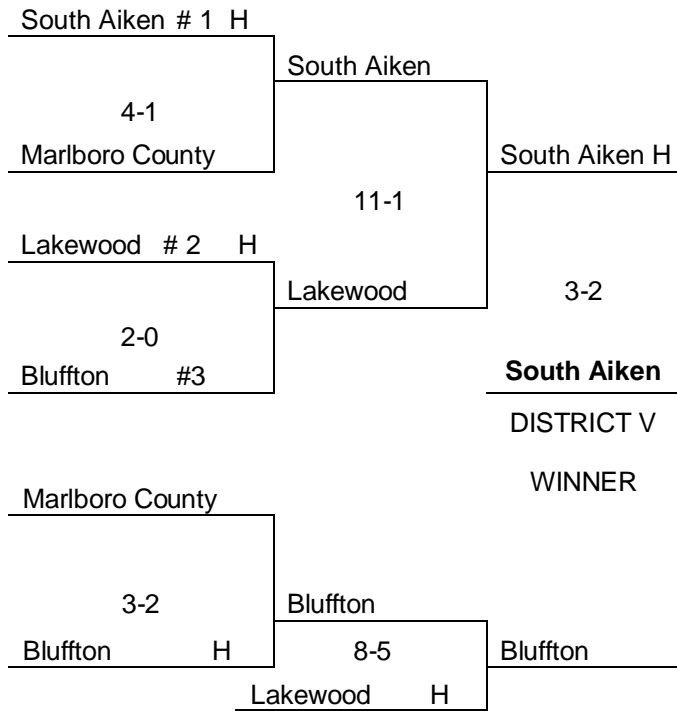 South Aiken # 1 H
South Aiken
4-1
Marlboro County
South Aiken H
11-1
Lakewood # 2 H
Lakewood
3-2
2-0
Bluffton #3
South Aiken
DISTRICT V
WINNER
Marlboro County
3-2
Bluffton
Bluffton H
8-5
Bluffton
Lakewood H